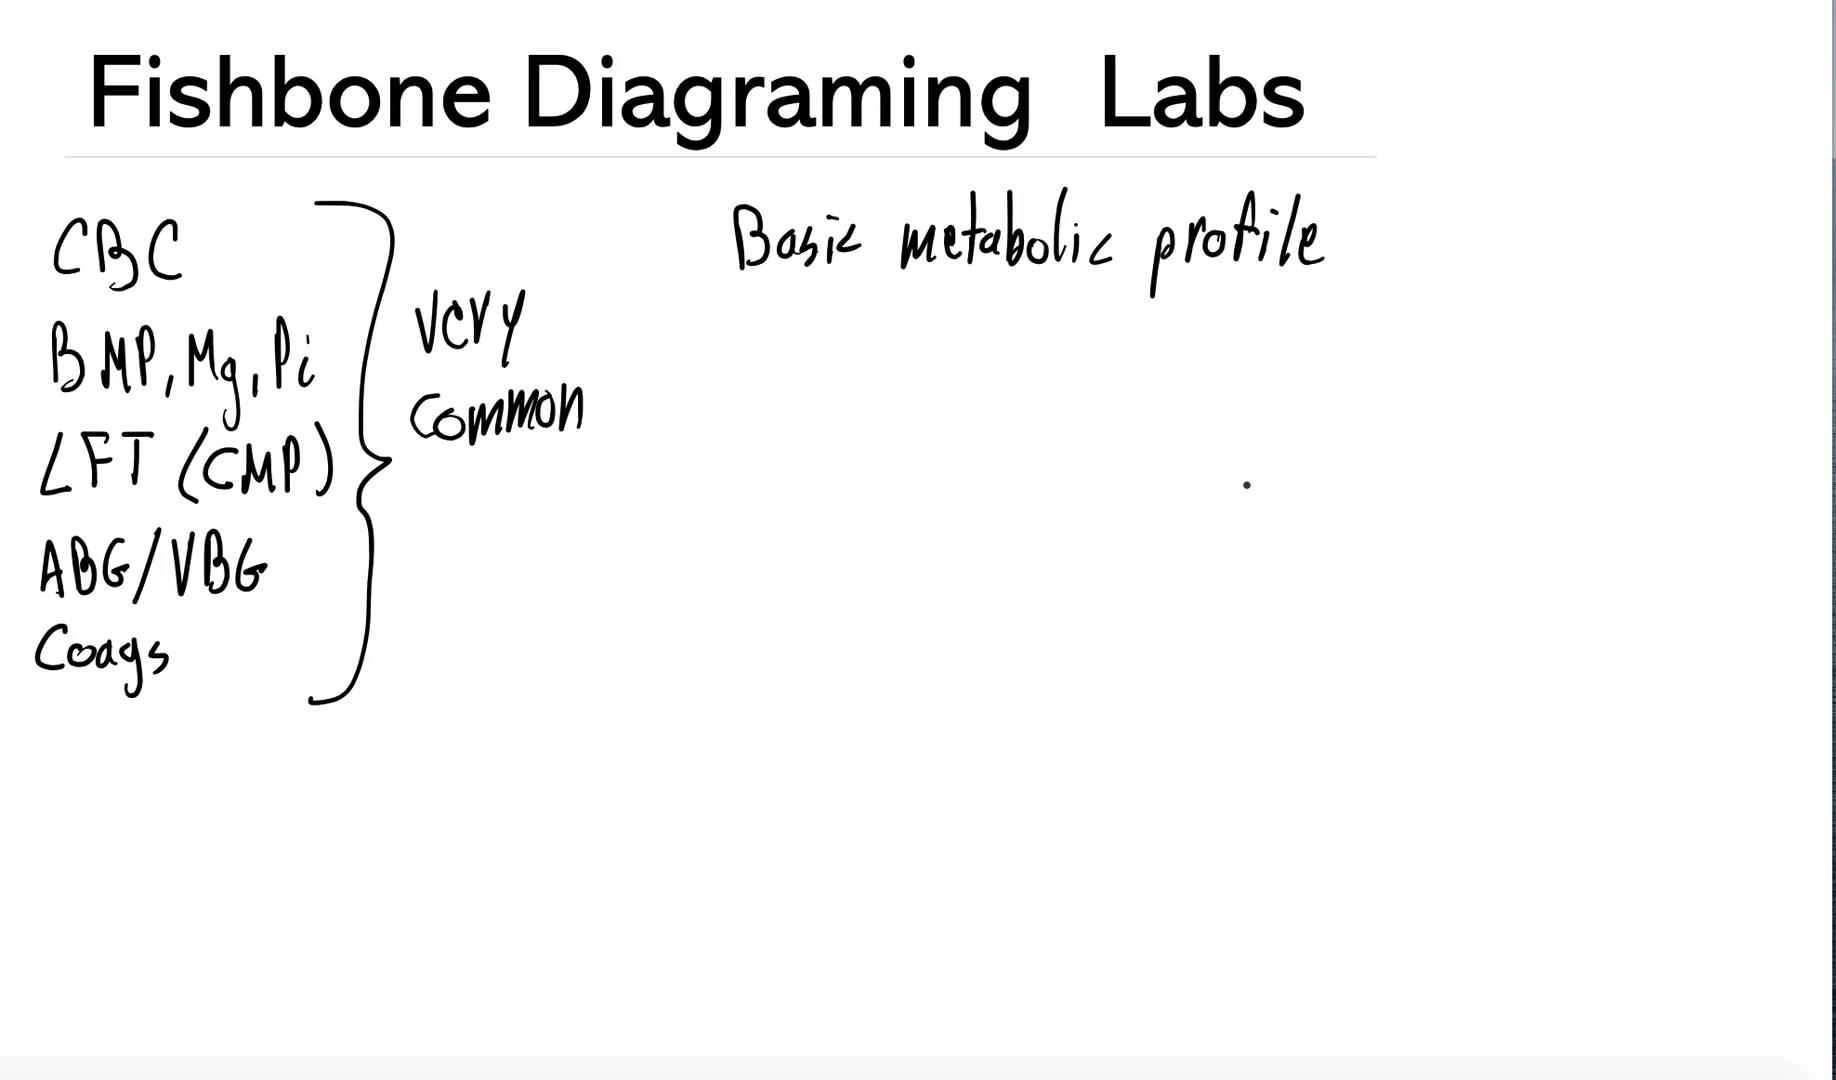 Fishbone Diagraming Labs
CBC
BMP, Mg, Pi
LFT (CMP)
ABG/VBG
Coags
very
common
Basic metabolic profile